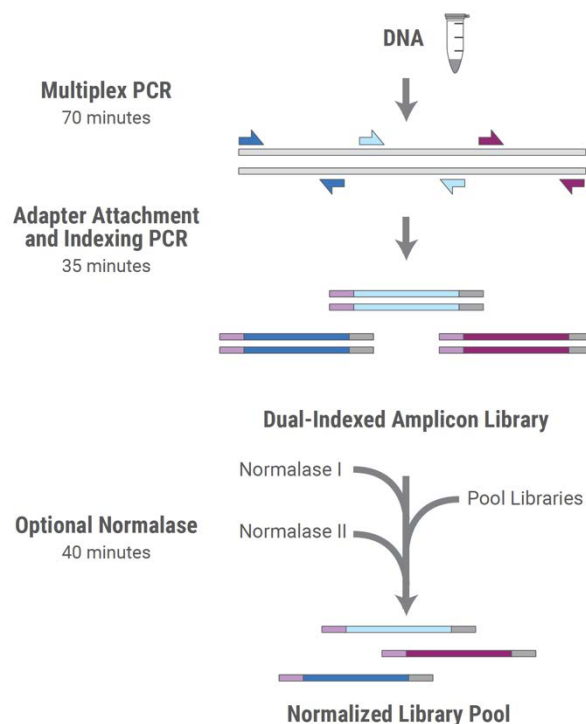 DNA
Multiplex PCR
70 minutes
Adapter Attachment
and Indexing PCR
35 minutes
Dual-Indexed Amplicon Library
Normalase I
Pool Libraries
Optional Normalase
Normalase II
40 minutes
Normalized Library Pool